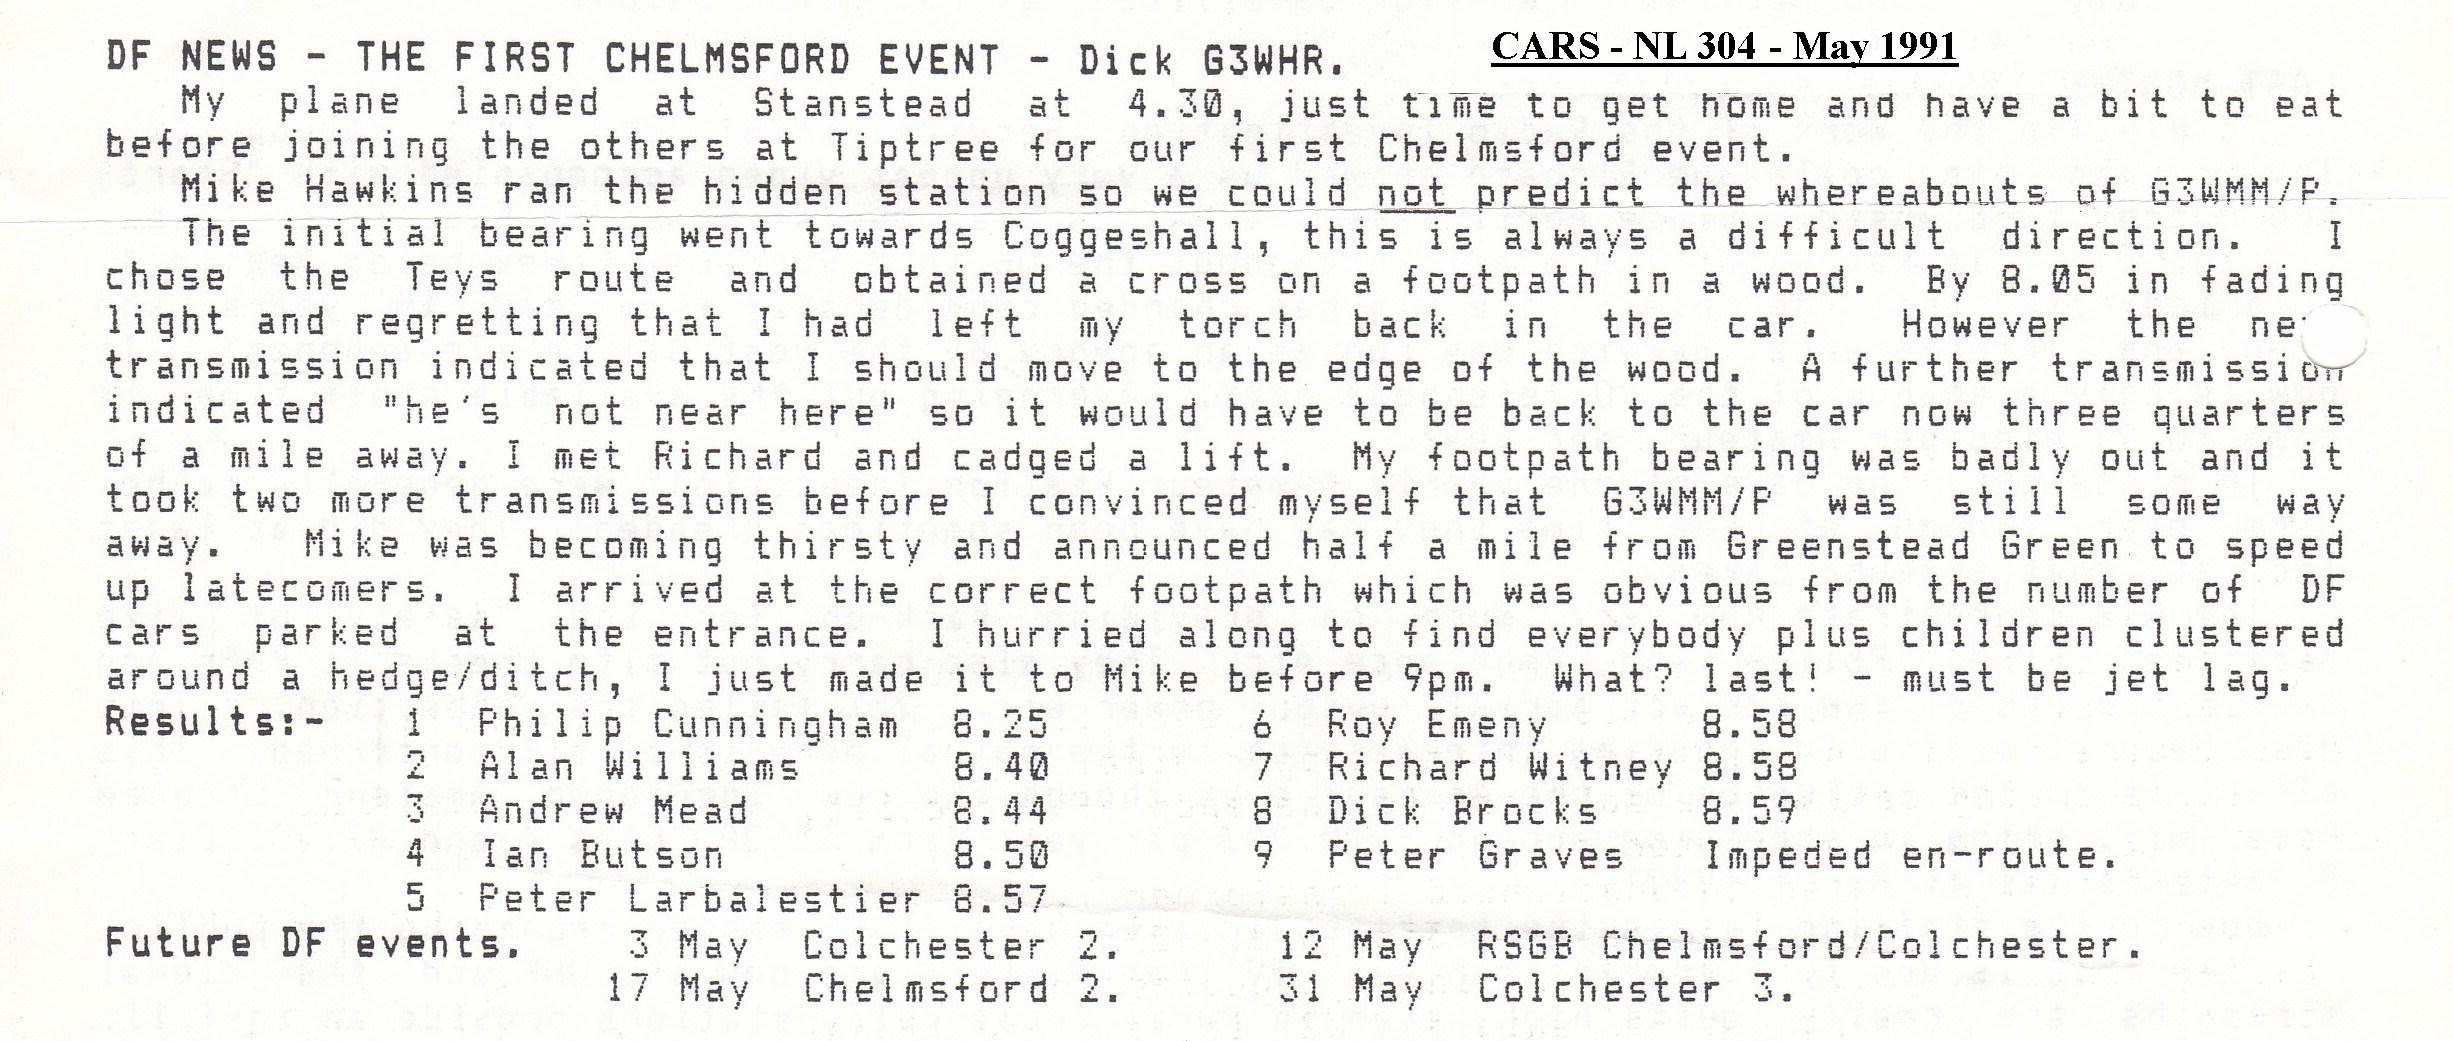 DF NEWS - THE FIRST CHELMSFORD EVENT - Dick G3WHR.
CARS - NL 304 - May 1991
My plane landed at Stanstead at 4.30, just time to get home and have a bit to eat
before joining the others at Tiptree for our first Chelmsford event.
Mike Hawkins ran the hidden station so we could not predict the whereabouts of G3WMM/P.
The initial bearing went towards Coggeshall, this is always a difficult direction. I
chose the Teys route and obtained a cross on a footpath in a wood. By 8.05 in fading
light and regretting that I had left my torch back in the car. However the
transmission indicated that I should move to the edge of the wood. A further transmission
indicated "he's not near here" so it would have to be back to the car now three quarters
of a mile away. I met Richard and cadged a lift. My footpath bearing was badly out and it
took two more transmissions before I convinced myself that G3WMM/P was still some way
away. Mike was becoming thirsty and announced half a mile from Greenstead Green to speed
up latecomers. I arrived at the correct footpath which was obvious from the number of DF
cars parked at the entrance. I hurried along to find everybody plus children clustered
around a hedge/ditch, I just made it to Mike before 9pm. What? last! - must be jet lag.
Results:- 1 Philip Cunningham 8.25 6 Roy Emeny 8.58
2 Alan Williams 8.40 7 Richard Witney 8.58
3 Andrew Mead 8.44 8 Dick Brocks 8.59
4 Ian Butson 8.50 9 Peter Graves Impeded en-route.
5 Peter Larbalestier 8.57
Future DF events. 3 May Colchester 2. 12 May RSGB Chelmsford/Colchester.
17 May Chelmsford 2. 31 May Colchester 3.